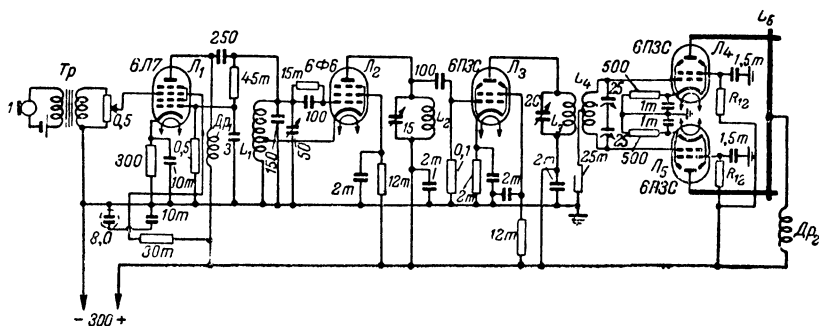 250
L6
Тр
6Л7
Л1
45т
15т
6Ф6
Л2
100
6П3С
Л3
6П3С
Л4
500
1,5т
1
0,5
Др1
100
15
L2
20
L3
L4
25
1т
1т
25
R12
300
0,5
3
L1
150
50
500
1,5т
Л5
6П3С
R12
10т
2т
12т
2т
0,1
2т
2т
2т
25т
8,0
10т
30т
12т
Др2
- 300 +